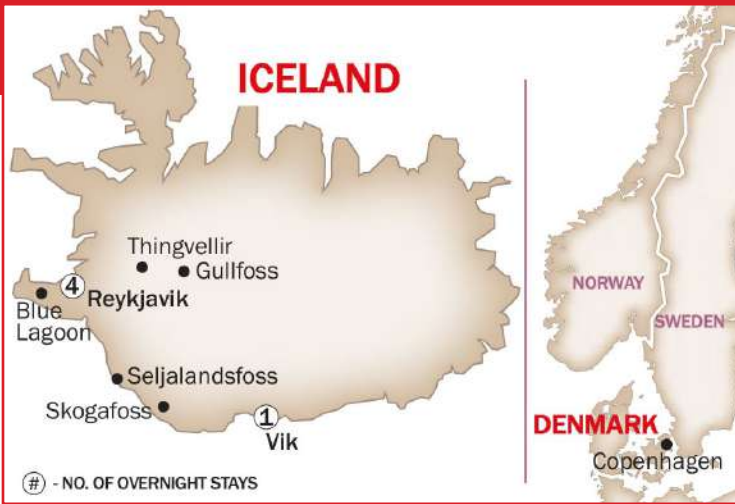 ICELAND
Thingvellir
Gullfoss
4
Reykjavik
Blue
Lagoon
Seljalandsfoss
Skogafoss
1
Vik
# - NO. OF OVERNIGHT STAYS
NORWAY
SWEDEN
DENMARK
Copenhagen